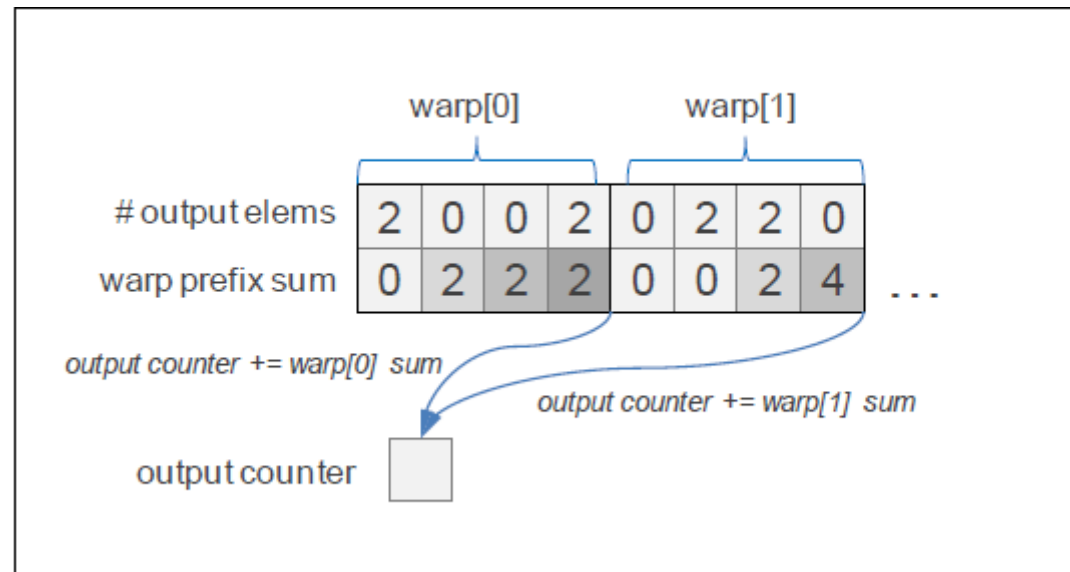 warp[0] warp[1]
# output elems 2 0 0 2 0 2 2 0
warp prefix sum 0 2 2 2 0 0 2 4 ...
output counter += warp[0] sum
output counter += warp[1] sum
output counter